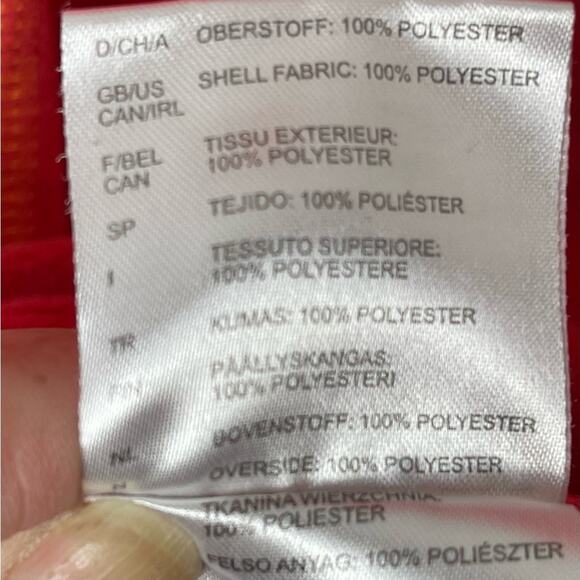 D/CH/A OBERSTOFF: 100% POLYESTER
GB/US SHELL FABRIC: 100% POLYESTER
CAN/IRL
F/BEL TISSU EXTERIEUR:
CAN 100% POLYESTER
SP TEJIDO: 100% POLIÉSTER
I TESSUTO SUPERIORE:
100% POLYESTERE
TR KUMAS: 100% POLYESTER
FIN PÄÄLLYSKANGAS:
100% POLYESTERI
NL BOVENSTOFF: 100% POLYESTER
OVERSIDE: 100% POLYESTER
TKANINA WIERZCHNIA:
100% POLIESTER
FELSO ANYAG: 100% POLIÉSZTER